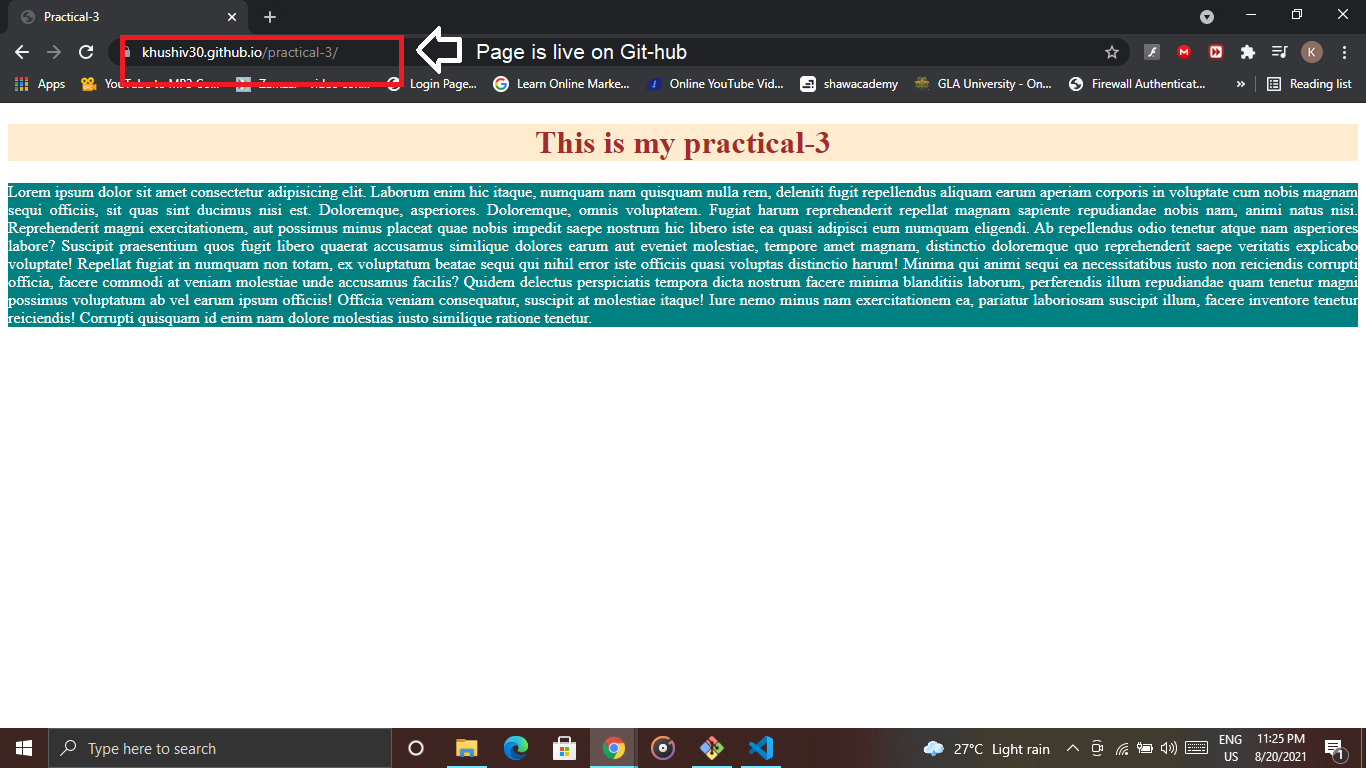 Practical-3
khushiv30.github.io/practical-3/
Page is live on Git-hub
K
Apps
YouTube to MP3 Co...
Login Page...
Learn Online Marke...
Online YouTube Vid...
shawacademy
GLA University - On...
Firewall Authenticat...
»
Reading list
This is my practical-3
Lorem ipsum dolor sit amet consectetur adipisicing elit. Laborum enim hic itaque, numquam nam quisquam nulla rem, deleniti fugit repellendus aliquam earum aperiam corporis in voluptate cum nobis magnam
sequi officiis, sit quas sint ducimus nisi est. Doloremque, asperiores. Doloremque, omnis voluptatem. Fugiat harum reprehenderit repellat magnam sapiente repudiandae nobis nam, animi natus nisi.
Reprehenderit magni exercitationem, aut possimus minus placeat quae nobis impedit saepe nostrum hic libero iste ea quasi adipisci eum numquam eligendi. Ab repellendus odio tenetur atque nam asperiores
labore? Suscipit praesentium quos fugit libero quaerat accusamus similique dolores earum aut eveniet molestiae, tempore amet magnam, distinctio doloremque quo reprehenderit saepe veritatis explicabo
voluptate! Repellat fugiat in numquam non totam, ex voluptatum beatae sequi qui nihil error iste officiis quasi voluptas distinctio harum! Minima qui animi sequi ea necessitatibus iusto non reiciendis corrupti
officia, facere commodi at veniam molestiae unde accusamus facilis? Quidem delectus perspiciatis tempora dicta nostrum facere minima blanditiis laborum, perferendis illum repudiandae quam tenetur magni
possimus voluptatum ab vel earum ipsum officiis! Officia veniam consequatur, suscipit at molestiae itaque! Iure nemo minus nam exercitationem ea, pariatur laboriosam suscipit illum, facere inventore tenetur
reiciendis! Corrupti quisquam id enim nam dolore molestias iusto similique ratione tenetur.
Type here to search
27°C Light rain
ENG
US
11:25 PM
8/20/2021
1